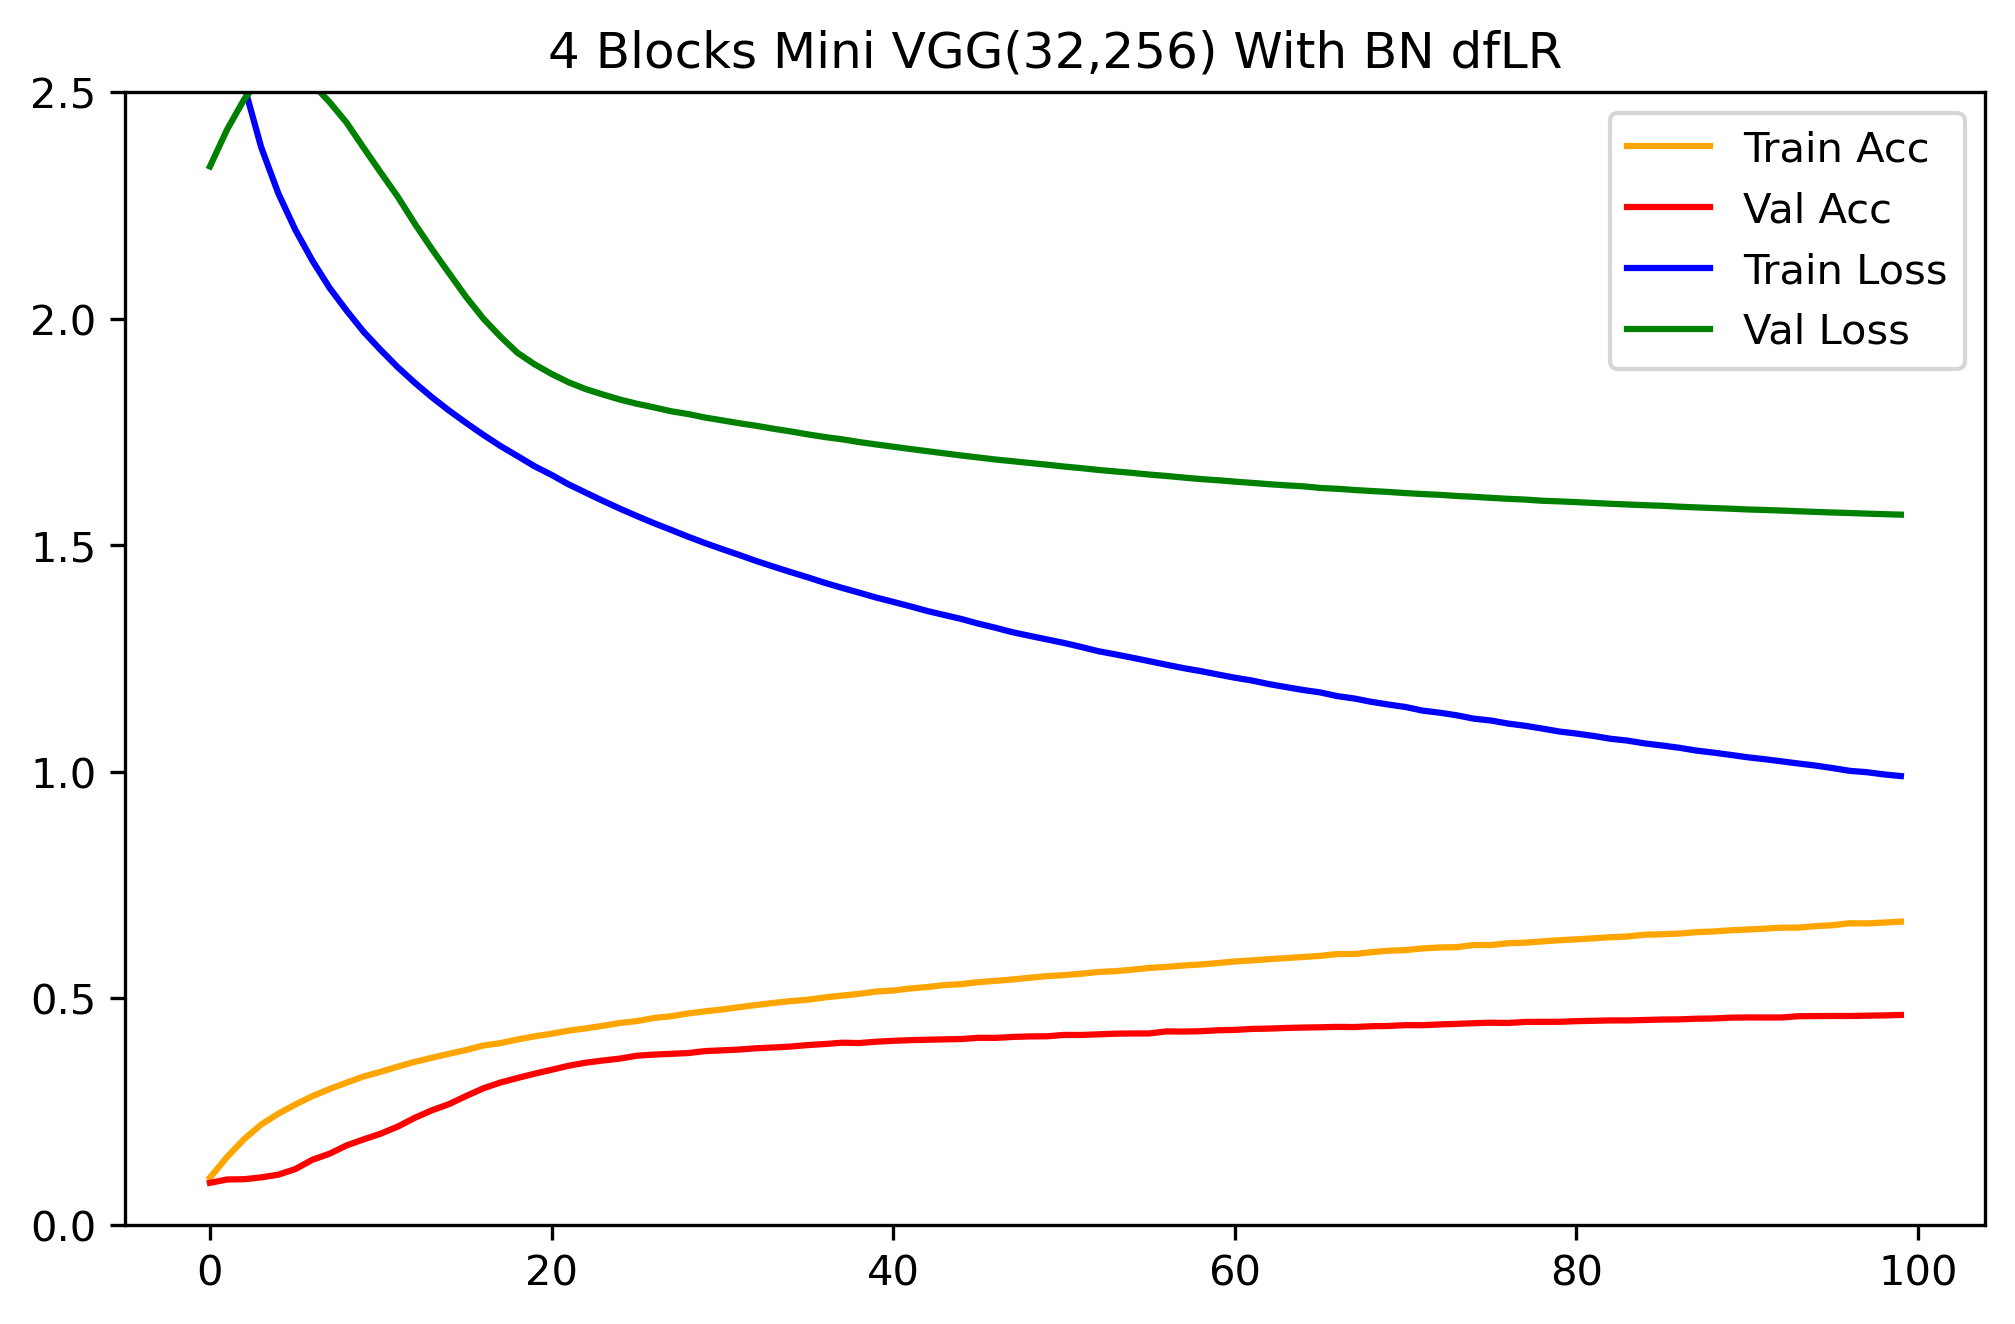 4 Blocks Mini VGG(32,256) With BN dfLR
2.5
2.0
1.5
1.0
0.5
0.0
Train Acc
Val Acc
Train Loss
Val Loss
0 20 40 60 80 100